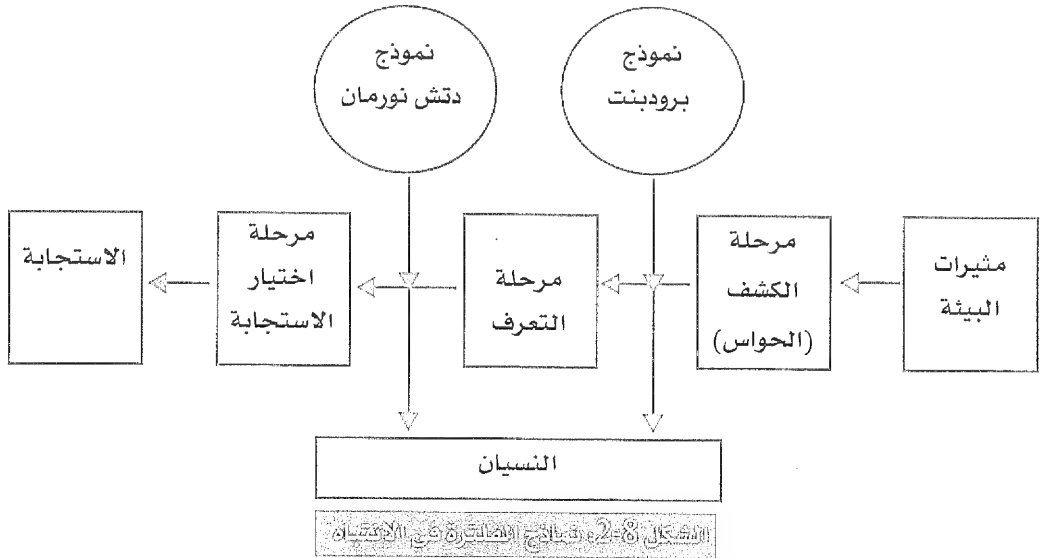 نموذج
برودبنت
نموذج
دتش نورمان
مثيرات
البيئة
مرحلة
الكشف
(الحواس)
مرحلة
التعرف
مرحلة
اختيار
الاستجابة
الاستجابة
النسيان
الشكل 8-2: نماذج الفلترة في الانتباه